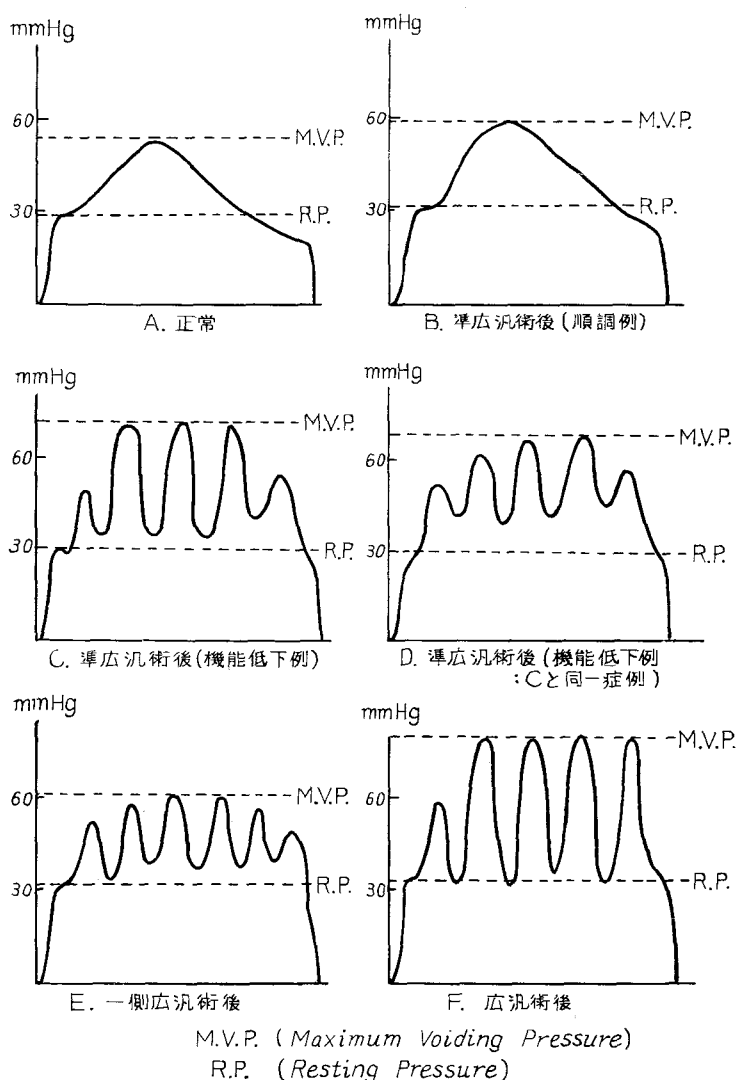 mmHg
60
M.V.P.
30
R.P.
A. 正常
mmHg
60
M.V.P.
30
R.P.
B. 準広汎術後 (順調例)
mmHg
M.V.P.
60
30
R.P.
C. 準広汎術後 (機能低下例)
mmHg
M.V.P.
60
30
R.P.
D. 準広汎術後 (機能低下例
: Cと同一症例)
mmHg
60
M.V.P.
30
R.P.
E. 一側広汎術後
mmHg
M.V.P.
60
30
R.P.
F. 広汎術後
M.V.P. (Maximum Voiding Pressure)
R.P. (Resting Pressure)